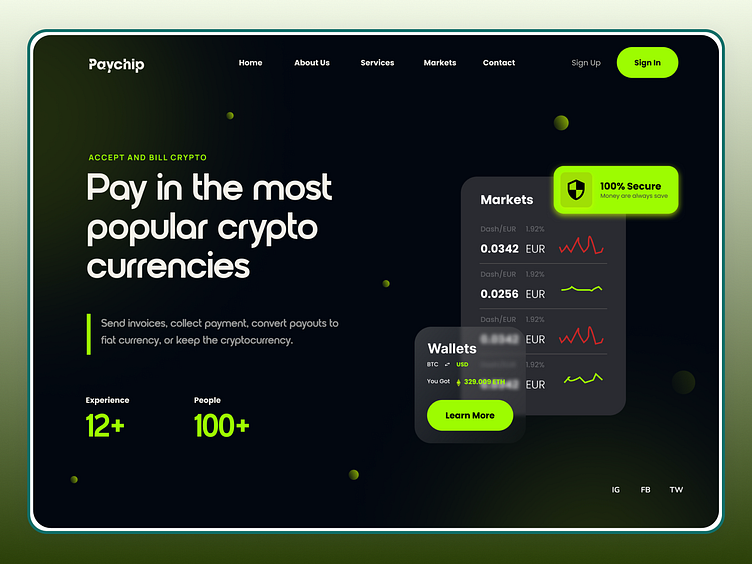 Paychip
Home
About Us
Services
Markets
Contact
Sign Up
Sign In
ACCEPT AND BILL CRYPTO
Pay in the most
popular crypto
currencies
Send invoices, collect payment, convert payouts to
fiat currency, or keep the cryptocurrency.
Experience
12+
People
100+
100% Secure
Money are always save
Markets
Dash/EUR 1.92%
0.0342 EUR
Dash/EUR 1.92%
0.0256 EUR
Dash/EUR 1.92%
0.0342 EUR
1.92%
EUR
Wallets
BTC USD
You Got 329.009 ETH
Learn More
IG
FB
TW